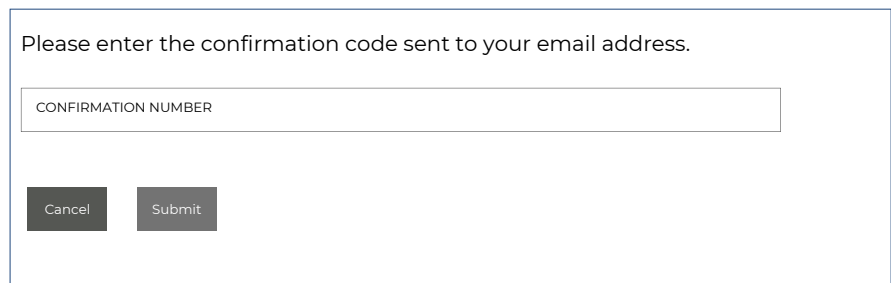 Please enter the confirmation code sent to your email address.
CONFIRMATION NUMBER
Cancel Submit